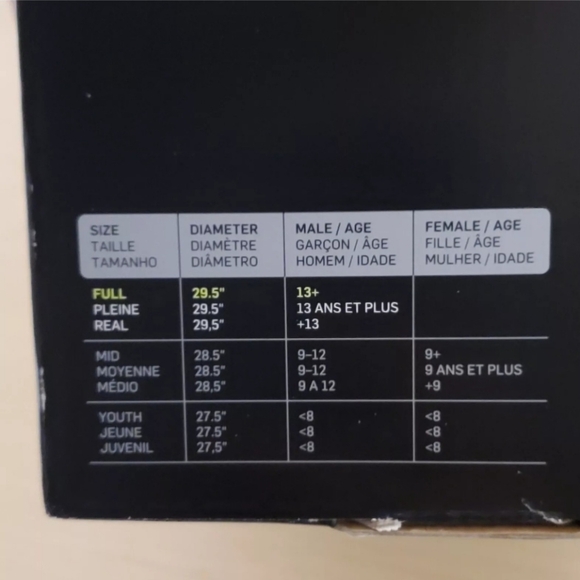 SIZE DIAMETER MALE / AGE FEMALE / AGE
TAILLE DIAMÈTRE GARÇON / ÂGE FILLE / ÂGE
TAMANHO DIÂMETRO HOMEM / IDADE MULHER / IDADE
FULL 29.5" 13+
PLEINE 29.5" 13 ANS ET PLUS
REAL 29,5" +13
MID 28.5" 9–12 9+
MOYENNE 28.5" 9–12 9 ANS ET PLUS
MÉDIO 28,5" 9 A 12 +9
YOUTH 27.5" <8 <8
JEUNE 27.5" <8 <8
JUVENIL 27,5" <8 <8